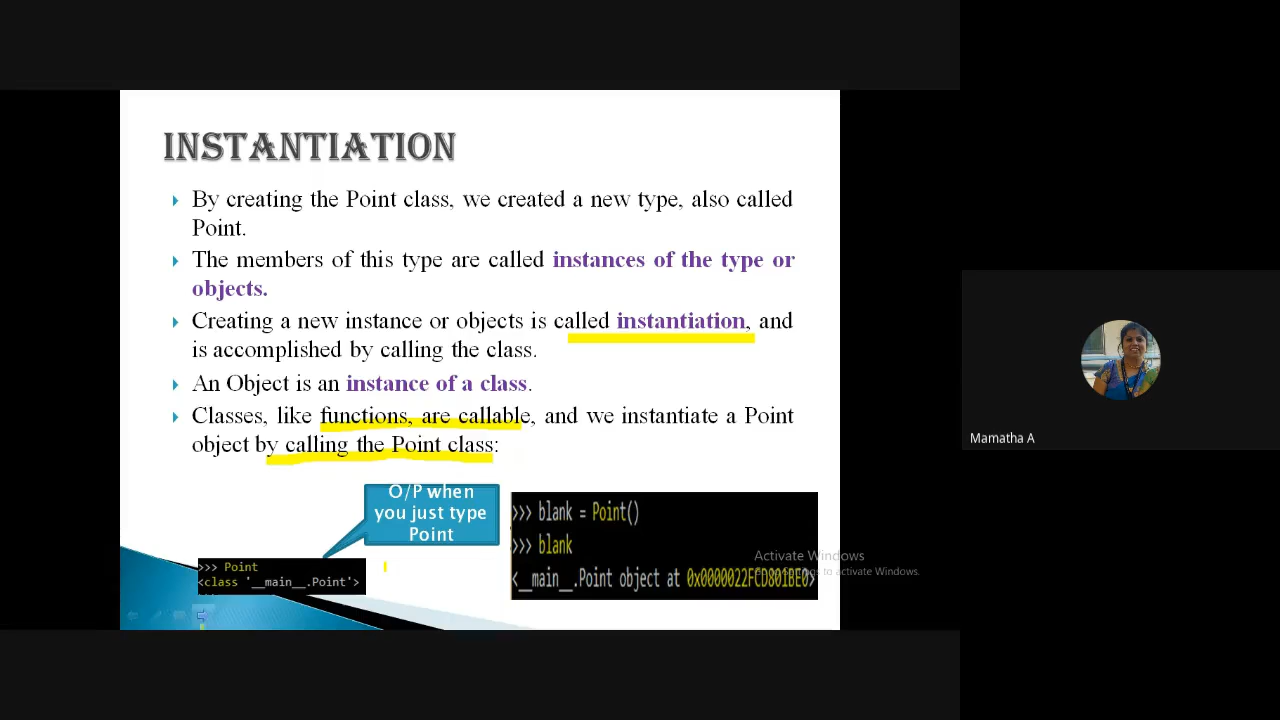 INSTANTIATION
By creating the Point class, we created a new type, also called
Point.
The members of this type are called instances of the type or
objects.
Creating a new instance or objects is called instantiation, and
is accomplished by calling the class.
An Object is an instance of a class.
Classes, like functions, are callable, and we instantiate a Point
object by calling the Point class:
O/P when
you just type
Point
>>> Point
<class '__main__.Point'>
>>> blank = Point()
>>> blank
<__main__.Point object at 0x0000022FCD801BE0>
Activate Windows
to activate Windows.
Mamatha A